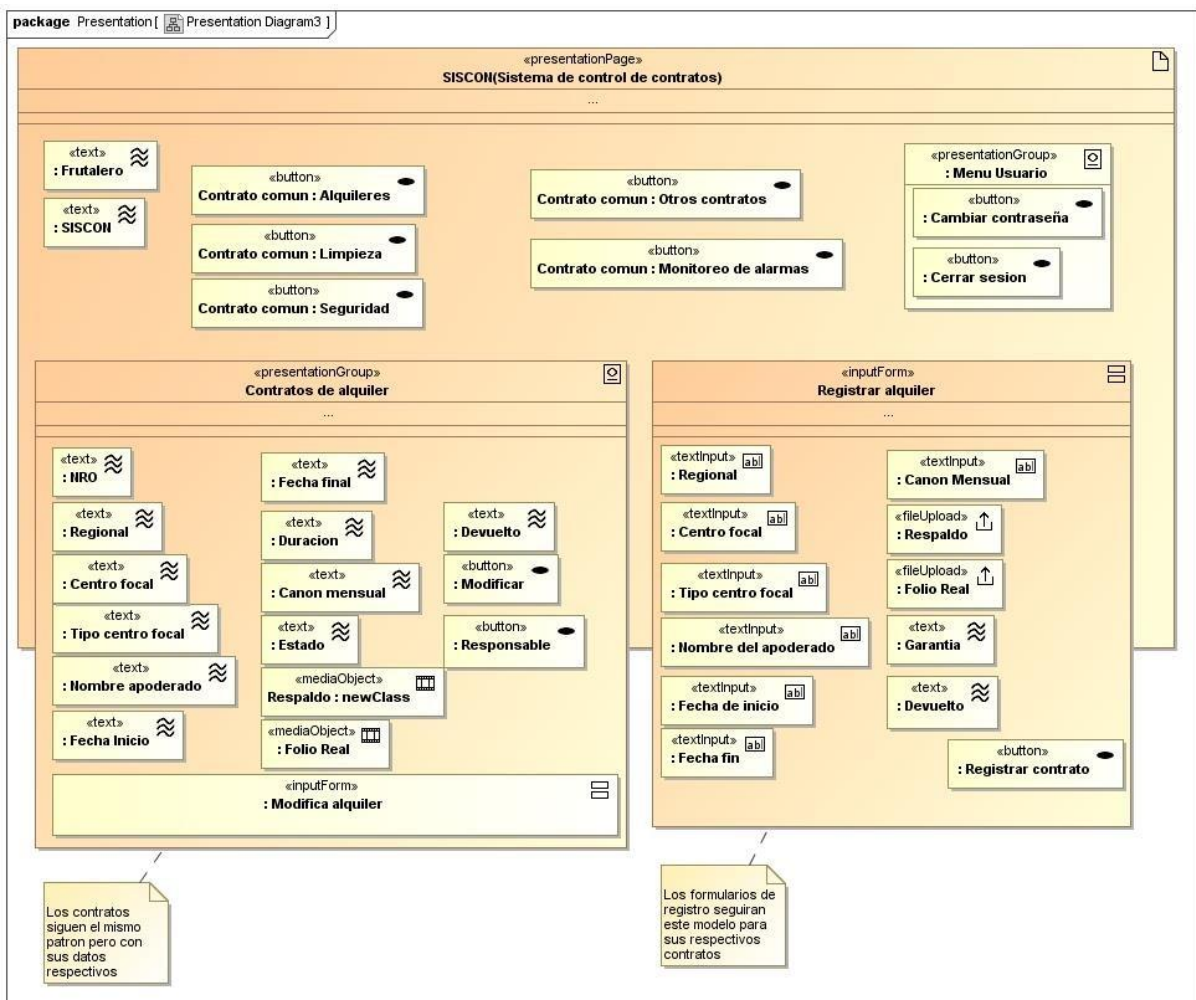 package Presentation [ Presentation Diagram3 ]
«presentationPage»
SISCON(Sistema de control de contratos)
...
«text»
: Frutalero
«text»
: SISCON
«button»
Contrato comun : Alquileres
«button»
Contrato comun : Limpieza
«button»
Contrato comun : Seguridad
«button»
Contrato comun : Otros contratos
«button»
Contrato comun : Monitoreo de alarmas
«presentationGroup»
: Menu Usuario
«button»
: Cambiar contraseña
«button»
: Cerrar sesion
«presentationGroup»
Contratos de alquiler
...
«text»
: NRO
«text»
: Regional
«text»
: Centro focal
«text»
: Tipo centro focal
«text»
: Nombre apoderado
«text»
: Fecha Inicio
«text»
: Fecha final
«text»
: Duracion
«text»
: Canon mensual
«text»
: Estado
«mediaObject»
Respaldo : newClass
«mediaObject»
: Folio Real
«text»
: Devuelto
«button»
: Modificar
«button»
: Responsable
«inputForm»
: Modifica alquiler
«inputForm»
Registrar alquiler
...
«textInput»
: Regional
«textInput»
: Centro focal
«textInput»
: Tipo centro focal
«textInput»
: Nombre del apoderado
«textInput»
: Fecha de inicio
«textInput»
: Fecha fin
«textInput»
: Canon Mensual
«fileUpload»
: Respaldo
«fileUpload»
: Folio Real
«text»
: Garantia
«text»
: Devuelto
«button»
: Registrar contrato
Los contratos
siguen el mismo
patron pero con
sus datos
respectivos
Los formularios de
registro seguiran
este modelo para
sus respectivos
contratos